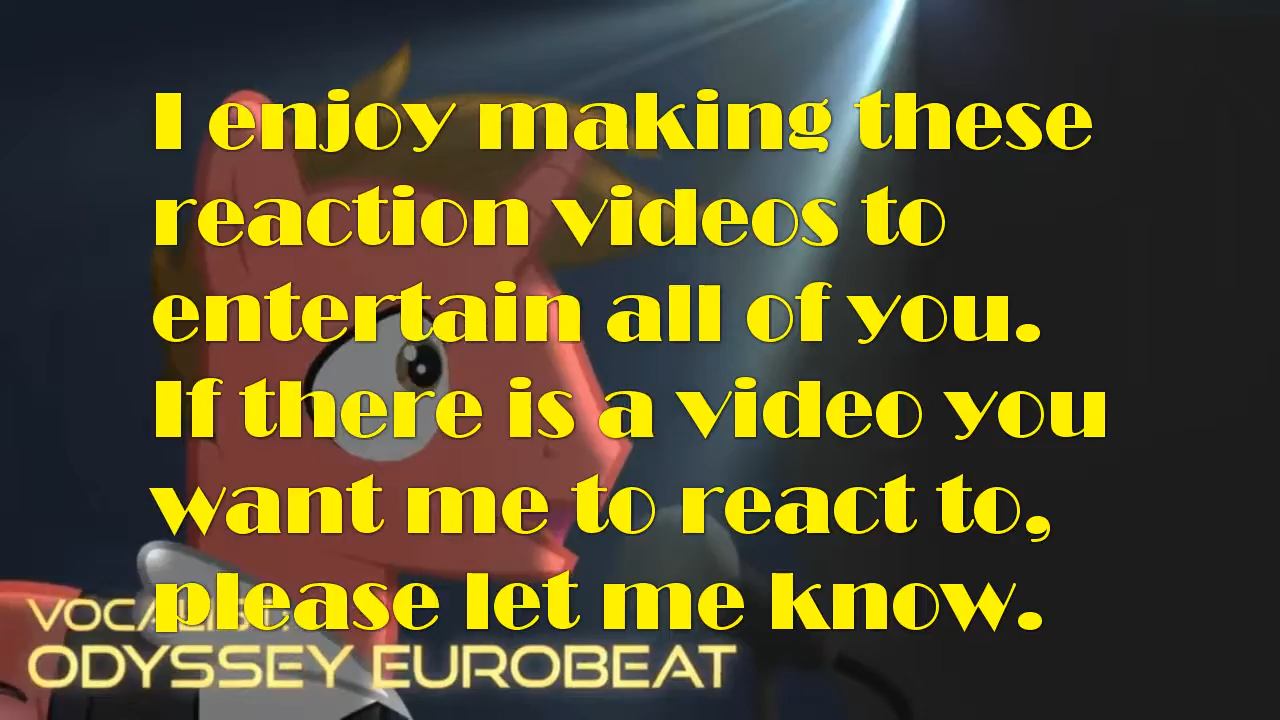 I enjoy making these
reaction videos to
entertain all of you.
If there is a video you
want me to react to,
please let me know.
VOCALIST:
ODYSSEY EUROBEAT